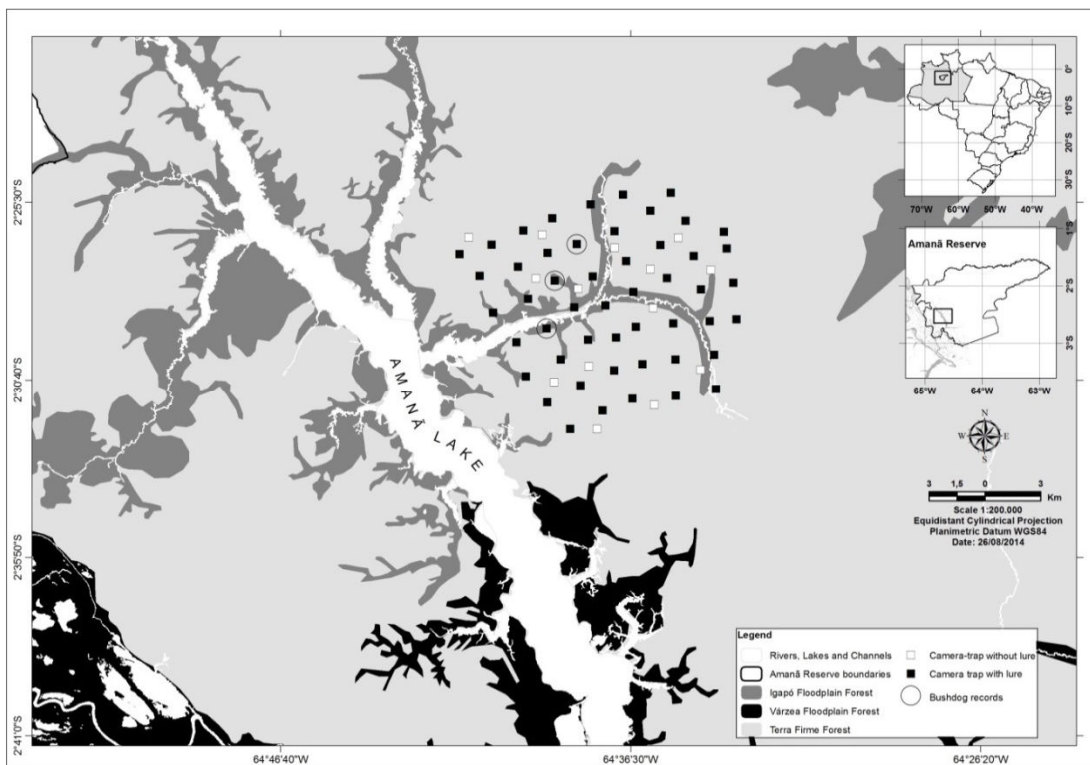 0°
10°S
20°S
30°S
70°W 60°W 50°W 40°W
Amanã Reserve
1°S
2°S
3°S
65°W 64°W 63°W
N
W E
S
3 1,5 0 3
Km
Scale 1:200.000
Equidistant Cylindrical Projection
Planimetric Datum WGS84
Date: 26/08/2014
AMANÃ LAKE
2°25'30"S
2°30'40"S
2°35'50"S
2°41'0"S
64°46'40"W 64°36'30"W 64°26'20"W
Legend
Rivers, Lakes and Channels
Amanã Reserve boundaries
Igapó Floodplain Forest
Várzea Floodplain Forest
Terra Firme Forest
Camera-trap without lure
Camera trap with lure
Bushdog records